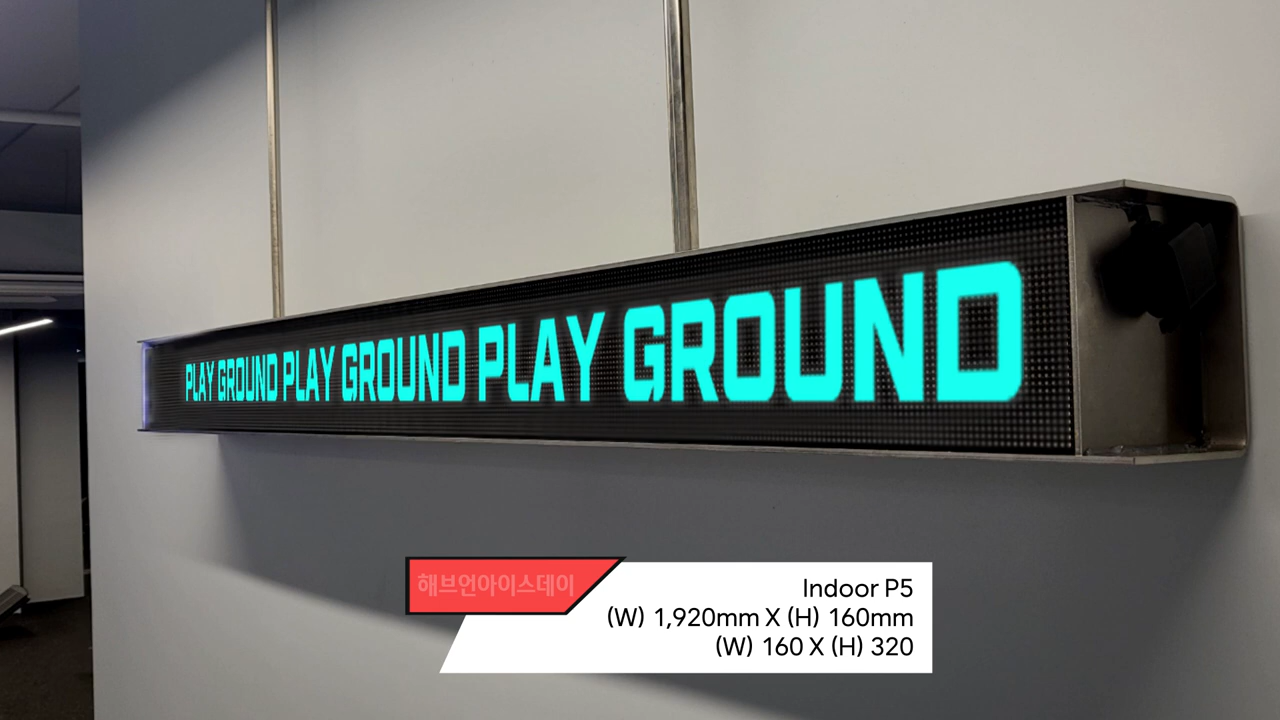 PLAY GROUND PLAY GROUND PLAY GROUND
해브언아이스데이
Indoor P5
(W) 1,920mm X (H) 160mm
(W) 160 X (H) 320